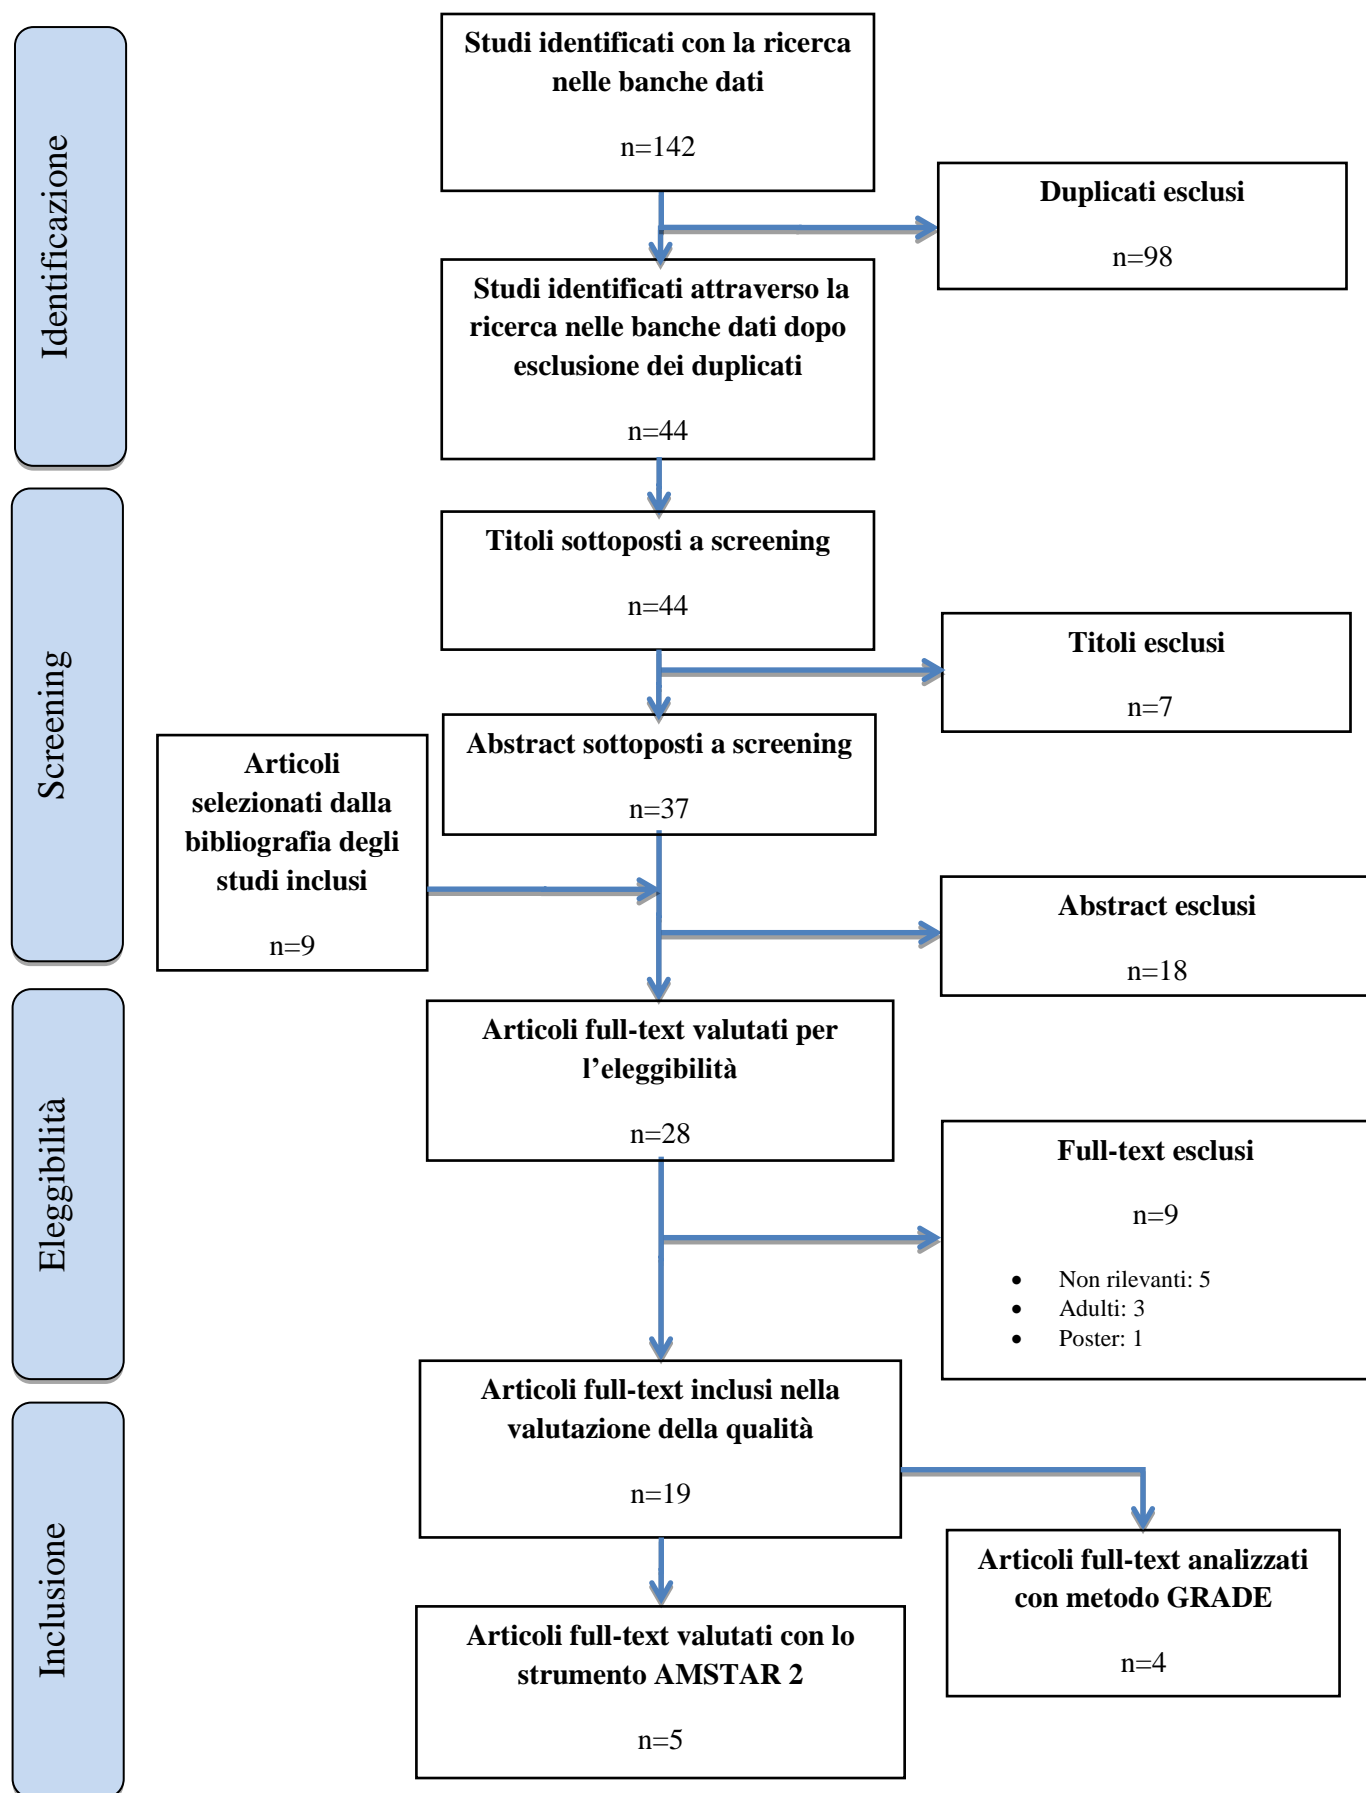 Identificazione
Studi identificati con la ricerca
nelle banche dati
n=142
Duplicati esclusi
n=98
Studi identificati attraverso la
ricerca nelle banche dati dopo
esclusione dei duplicati
n=44
Screening
Titoli sottoposti a screening
n=44
Titoli esclusi
n=7
Abstract sottoposti a screening
n=37
Articoli
selezionati dalla
bibliografia degli
studi inclusi
n=9
Abstract esclusi
n=18
Eleggibilità
Articoli full-text valutati per
l’eleggibilità
n=28
Full-text esclusi
n=9
• Non rilevanti: 5
• Adulti: 3
• Poster: 1
Inclusione
Articoli full-text inclusi nella
valutazione della qualità
n=19
Articoli full-text analizzati
con metodo GRADE
n=4
Articoli full-text valutati con lo
strumento AMSTAR 2
n=5